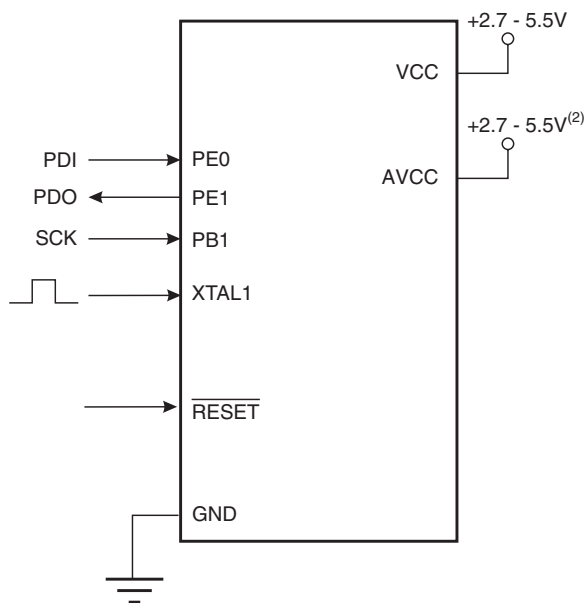 +2.7 - 5.5V
VCC
+2.7 - 5.5V(2)
PDI PE0
AVCC
PDO PE1
SCK PB1
XTAL1
RESET
GND